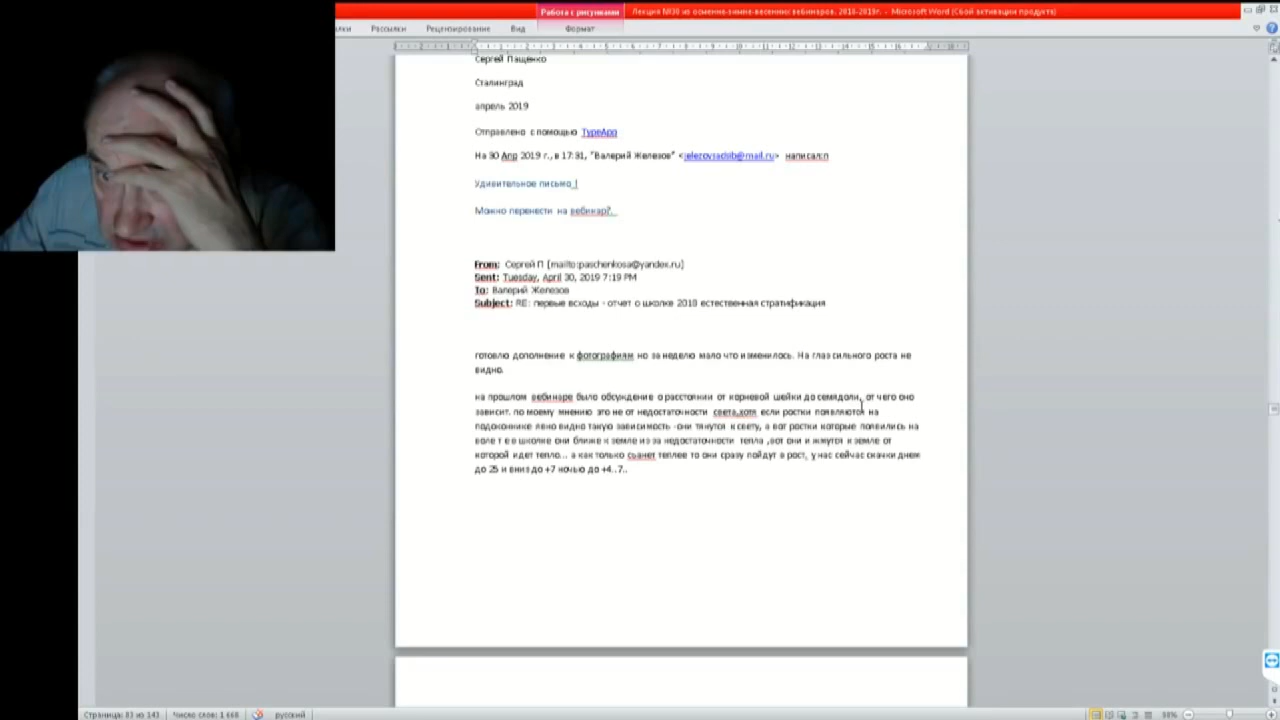 Работа с рисунками
Лекция №30 из осенне-зимне-весенних вебинаров. 2018-2019г. - Microsoft Word (Сбой активации продукта)
Рассылки Рецензирование Вид Формат
Сергей Пащенко
Сталинград
апрель 2019
Отправлено с помощью TypeApp
На 30 Апр 2019 г., в 17:31, "Валерий Железов" написал:п
Удивительное письмо
Можно перенести на вебинар?.
From: Сергей П [mailto:paschenkosa@yandex.ru]
Sent: Tuesday, April 30, 2019 7:19 PM
To: Валерий Железов
Subject: RE: первые всходы - отчет о школке 2018 естественная стратификация
готовлю дополнение к фотографиям но за неделю мало что изменилось. На глаз сильного роста не
видно.
на прошлом вебинаре было обсуждение о расстоянии от корневой шейки до семядоли, от чего оно
зависит. по моему мнению это не от недостаточности света,хотя если ростки появляются на
подоконнике явно видно такую зависимость -они тянутся к свету, а вот ростки которые появились на
воле т е в школке они ближе к земле из за недостаточности тепла ,вот они и жмутся к земле от
которой идет тепло... а как только сьанет теплее то они сразу пойдут в рост, у нас сейчас скачки днем
до 25 и вниз до +7 ночью до +4..7..
Страница: 83 из 143 Число слов: 1 668 русский 98%